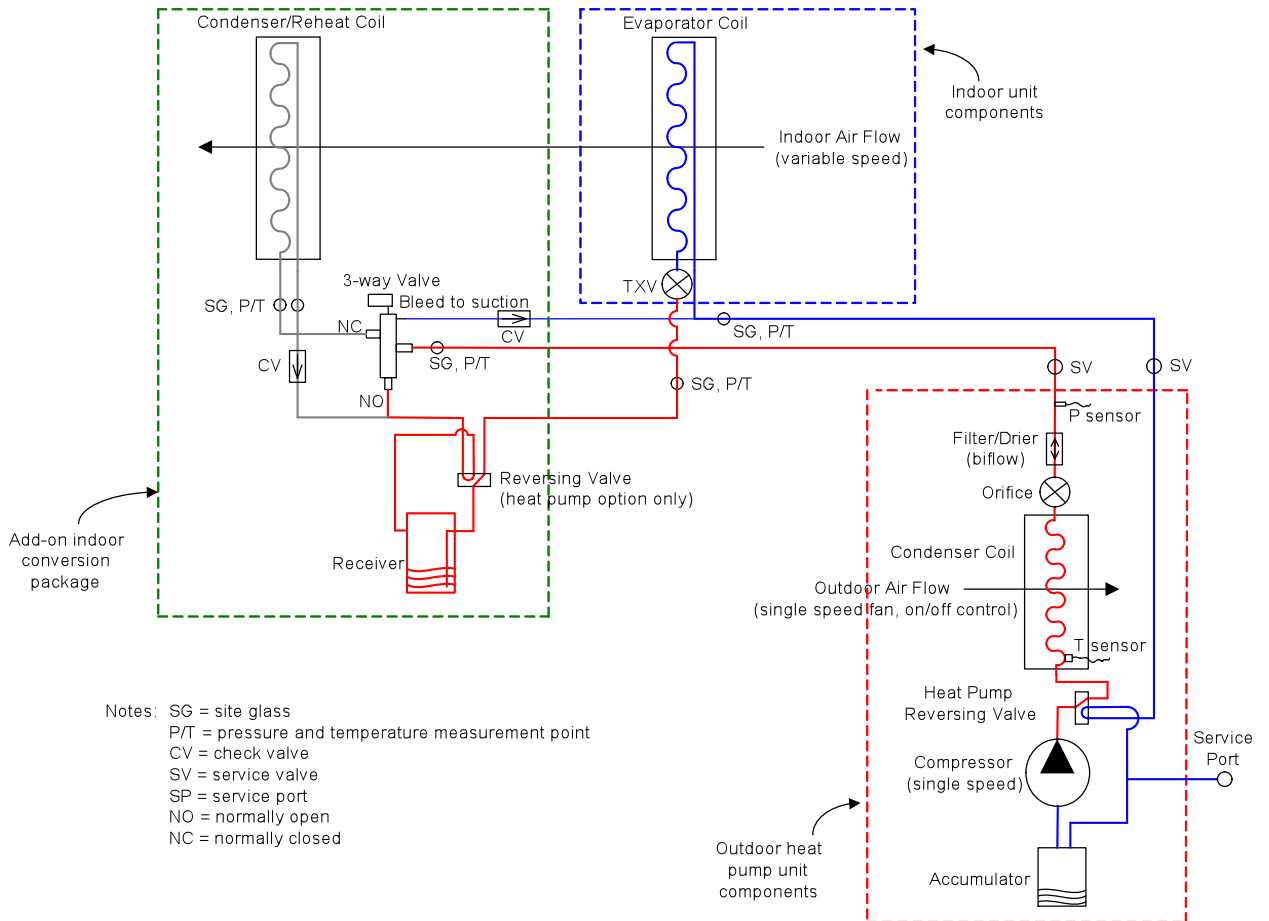 Condenser/Reheat Coil
Evaporator Coil
Indoor unit
components
Indoor Air Flow
(variable speed)
3-way Valve
TXV
SG, P/T
Bleed to suction
NC
CV
SG, P/T
SG, P/T
CV
SV
SV
SG, P/T
NO
P sensor
Filter/Drier
(biflow)
Reversing Valve
(heat pump option only)
Orifice
Add-on indoor
conversion
package
Receiver
Condenser Coil
Outdoor Air Flow
(single speed fan, on/off control)
T sensor
Heat Pump
Reversing Valve
Notes: SG = site glass
P/T = pressure and temperature measurement point
CV = check valve
SV = service valve
SP = service port
NO = normally open
NC = normally closed
Service
Port
Compressor
(single speed)
Outdoor heat
pump unit
components
Accumulator